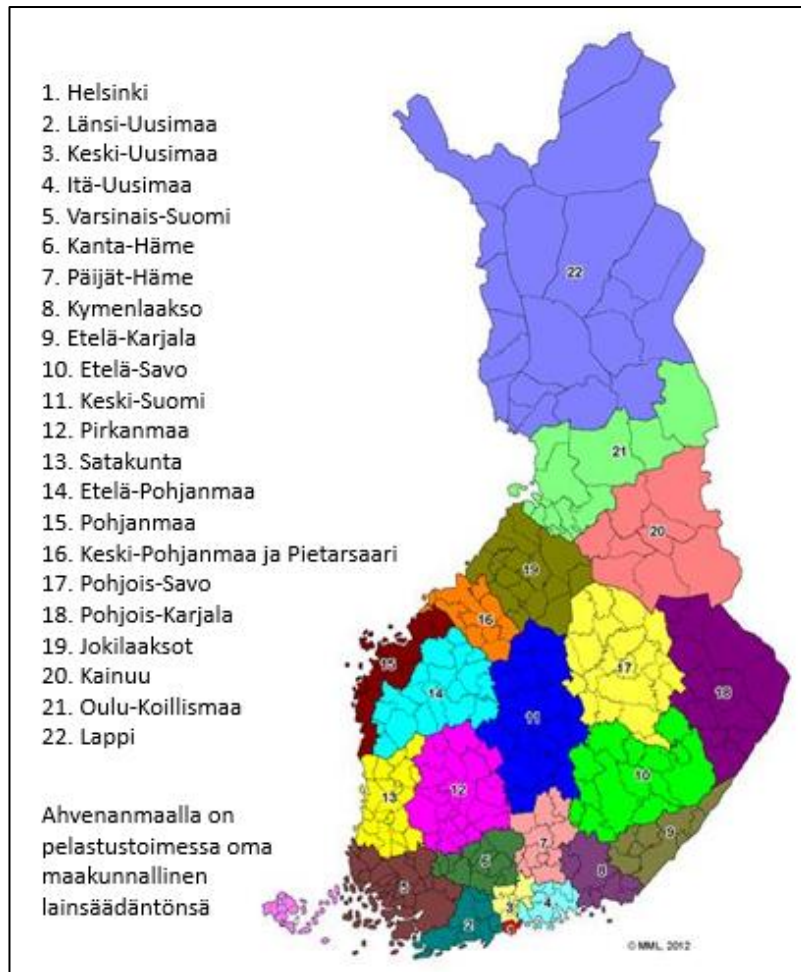 1. Helsinki
2. Länsi-Uusimaa
3. Keski-Uusimaa
4. Itä-Uusimaa
5. Varsinais-Suomi
6. Kanta-Häme
7. Päijät-Häme
8. Kymenlaakso
9. Etelä-Karjala
10. Etelä-Savo
11. Keski-Suomi
12. Pirkanmaa
13. Satakunta
14. Etelä-Pohjanmaa
15. Pohjanmaa
16. Keski-Pohjanmaa ja Pietarsaari
17. Pohjois-Savo
18. Pohjois-Karjala
19. Jokilaaksot
20. Kainuu
21. Oulu-Koillismaa
22. Lappi
Ahvenanmaalla on
pelastustoimessa oma
maakunnallinen
lainsäädäntönsä
22
21
20
19
16
17
15
18
14
11
10
13
12
9
7
6
8
5
3
4
2
© MML, 2012